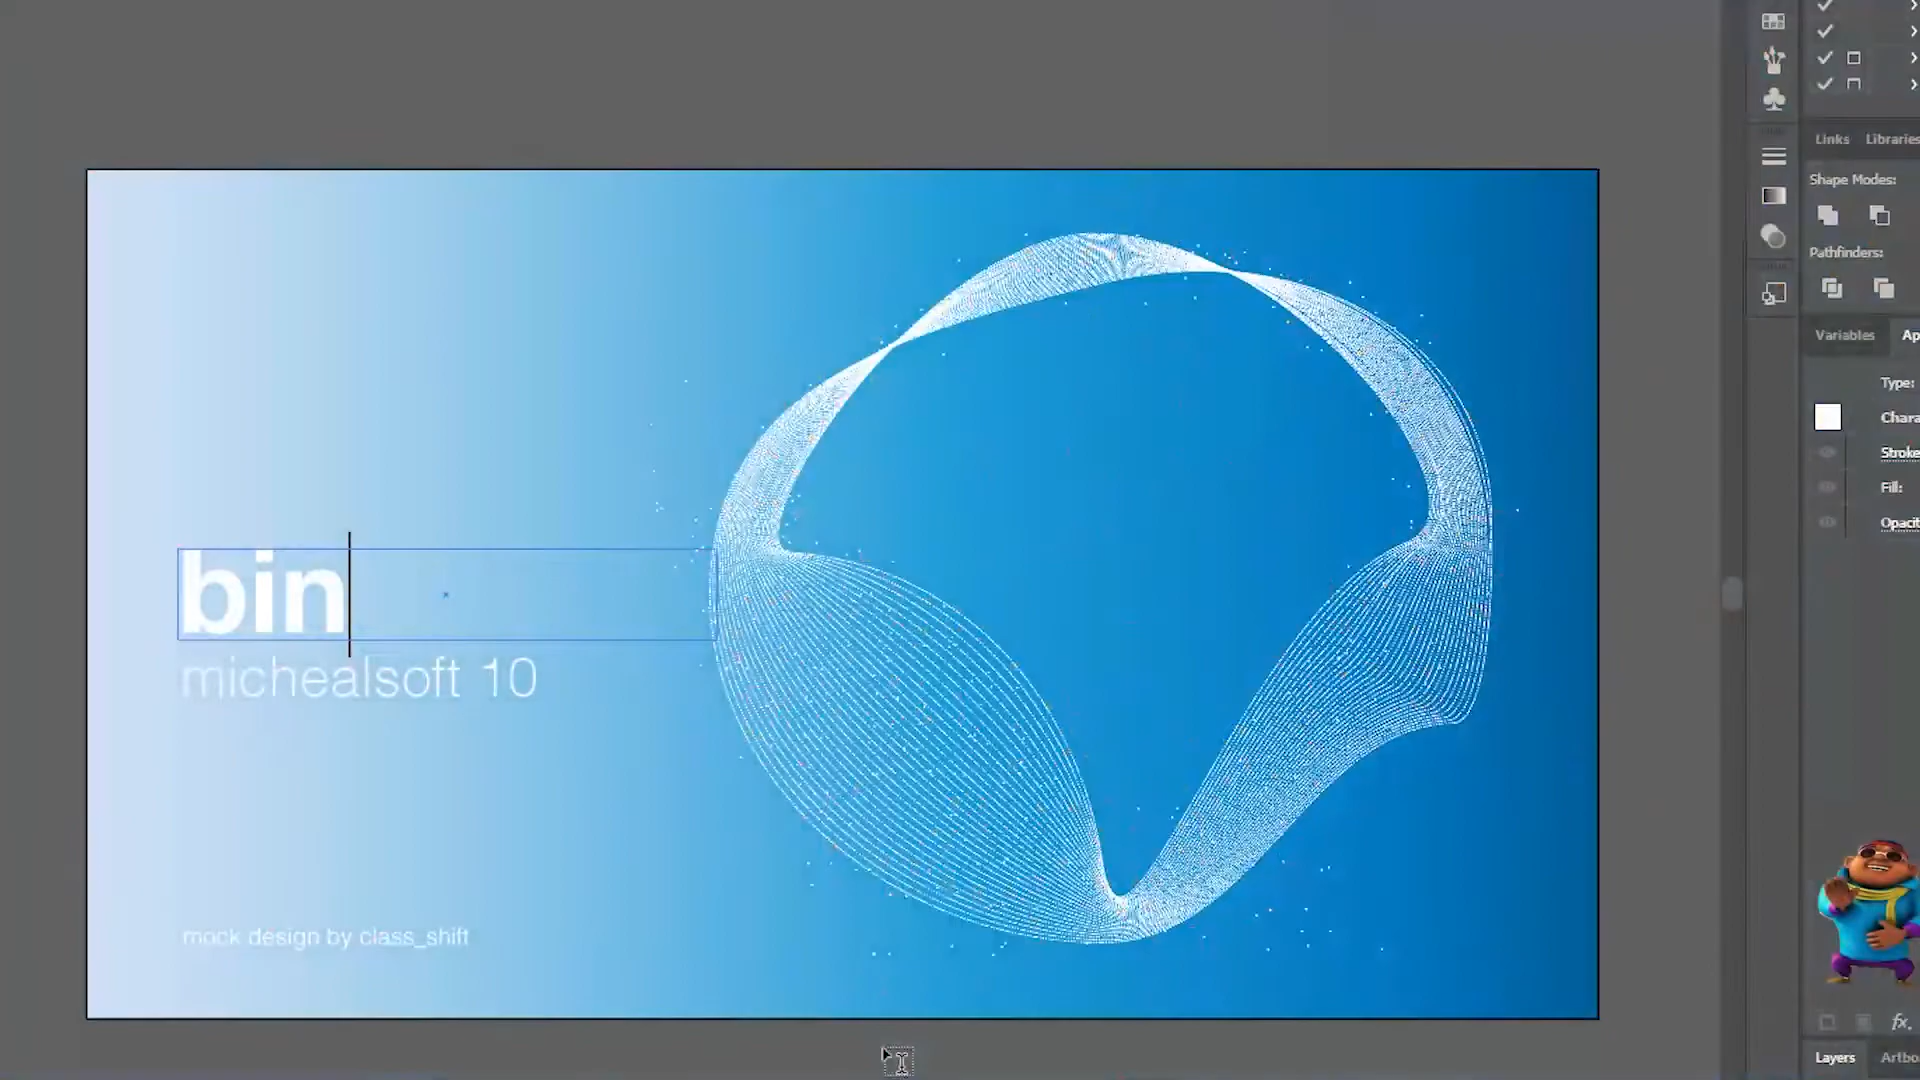 Links Libraries
Shape Modes:
Pathfinders:
Variables Ap
Type:
Chara
Stroke
Fill:
Opacit
bin
michealsoft 10
mock design by class_shift
fx.
Layers Artbo